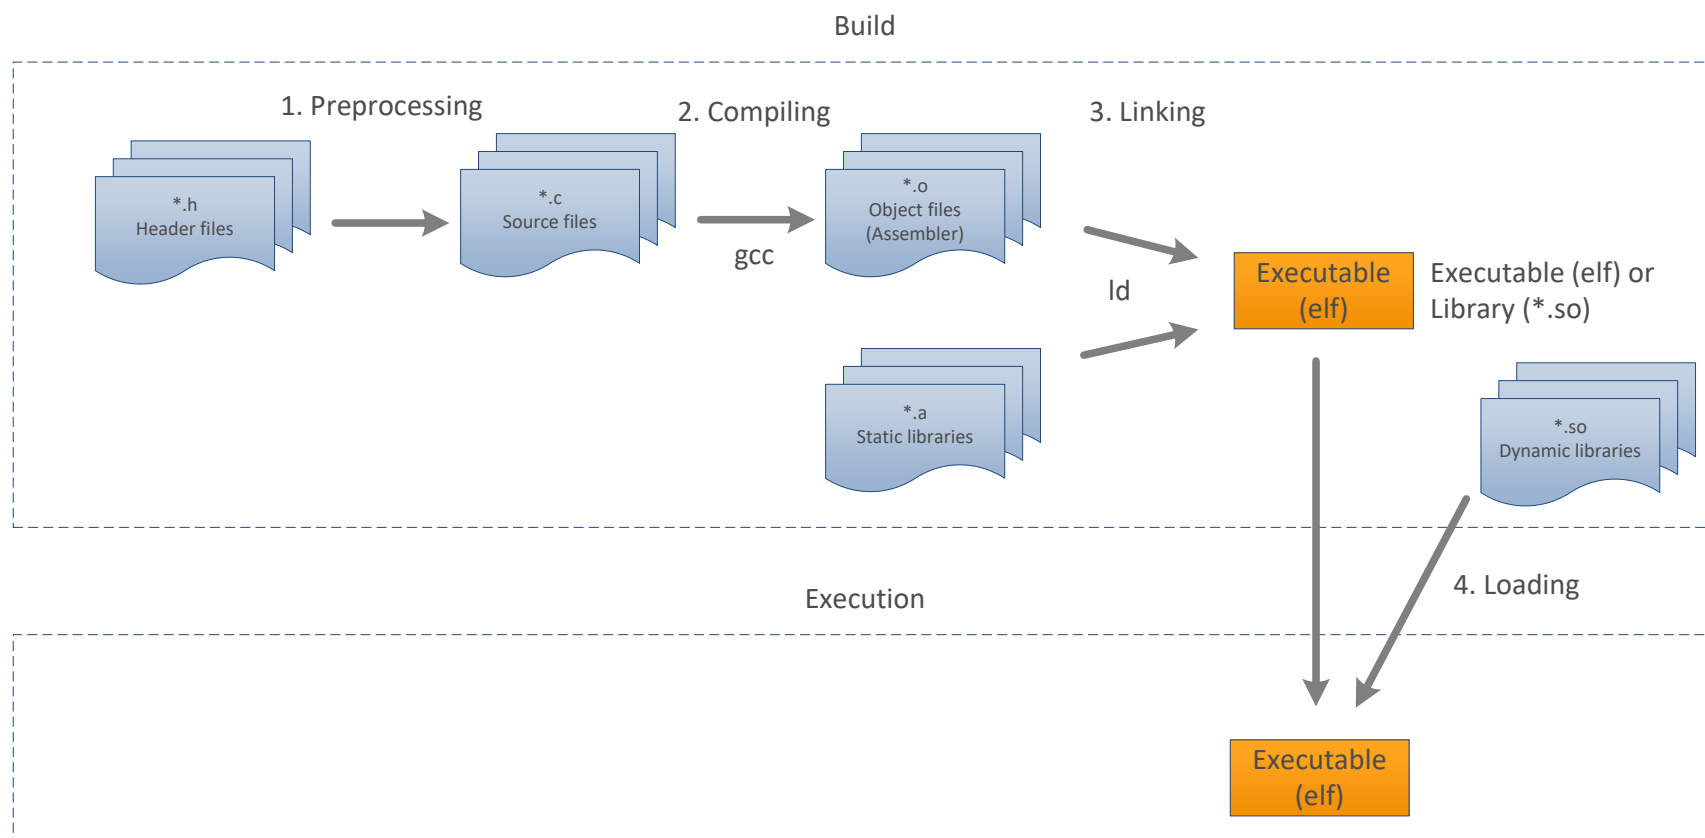 Build
1. Preprocessing
2. Compiling
3. Linking
*.h
Header files
*.c
Source files
gcc
*.o
Object files
(Assembler)
ld
*.a
Static libraries
Executable
(elf)
Executable (elf) or
Library (*.so)
*.so
Dynamic libraries
4. Loading
Execution
Executable
(elf)